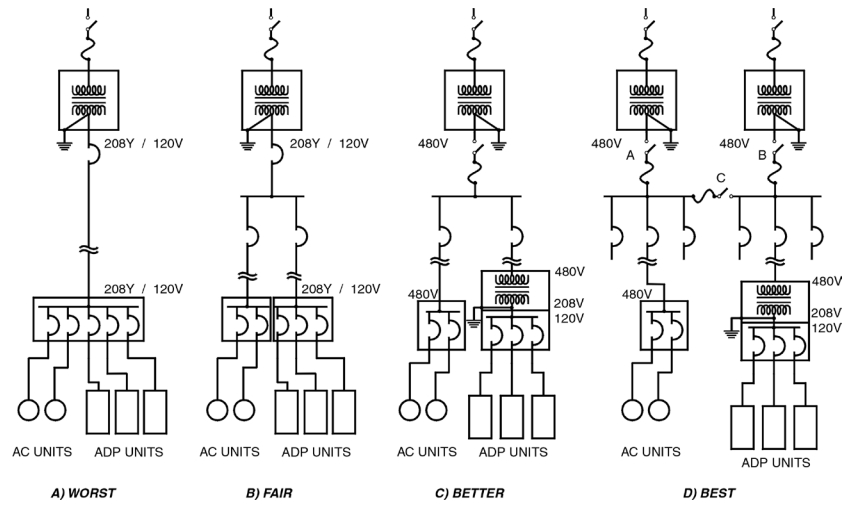 208Y / 120V
208Y / 120V
480V
480V
480V
A
B
C
208Y / 120V
208Y / 120V
480V
480V
208V
120V
480V
480V
208V
120V
AC UNITS
ADP UNITS
AC UNITS
ADP UNITS
AC UNITS
ADP UNITS
AC UNITS
ADP UNITS
A) WORST
B) FAIR
C) BETTER
D) BEST